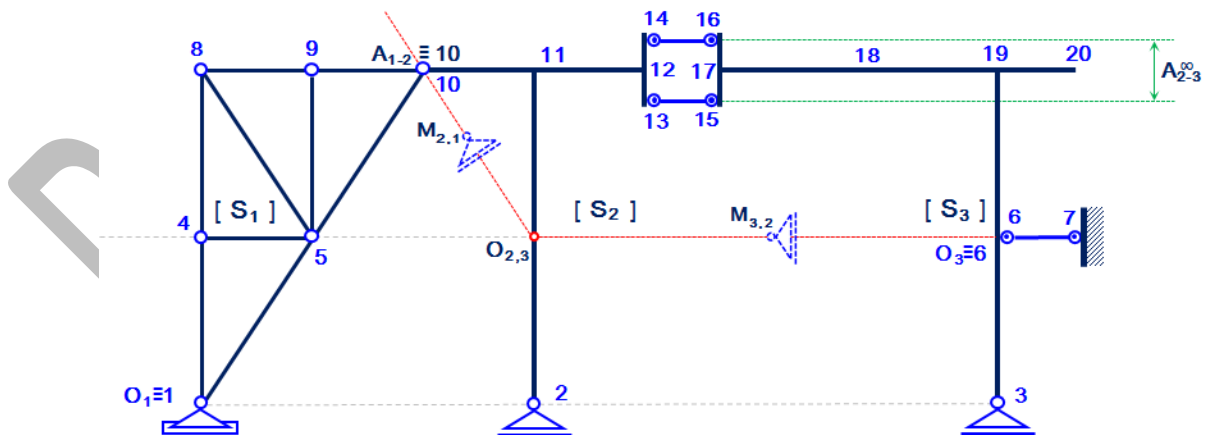 14 16
8 9 A₁₋₂ ≡ 10 11 19 20
12 17 18 A∞₂₋₃
10
13 15
M₂,₁
4 [ S₁ ] [ S₂ ] M₃,₂ [ S₃ ] 6 7
5 O₂,₃ O₃≡6
O₁≡1 2 3